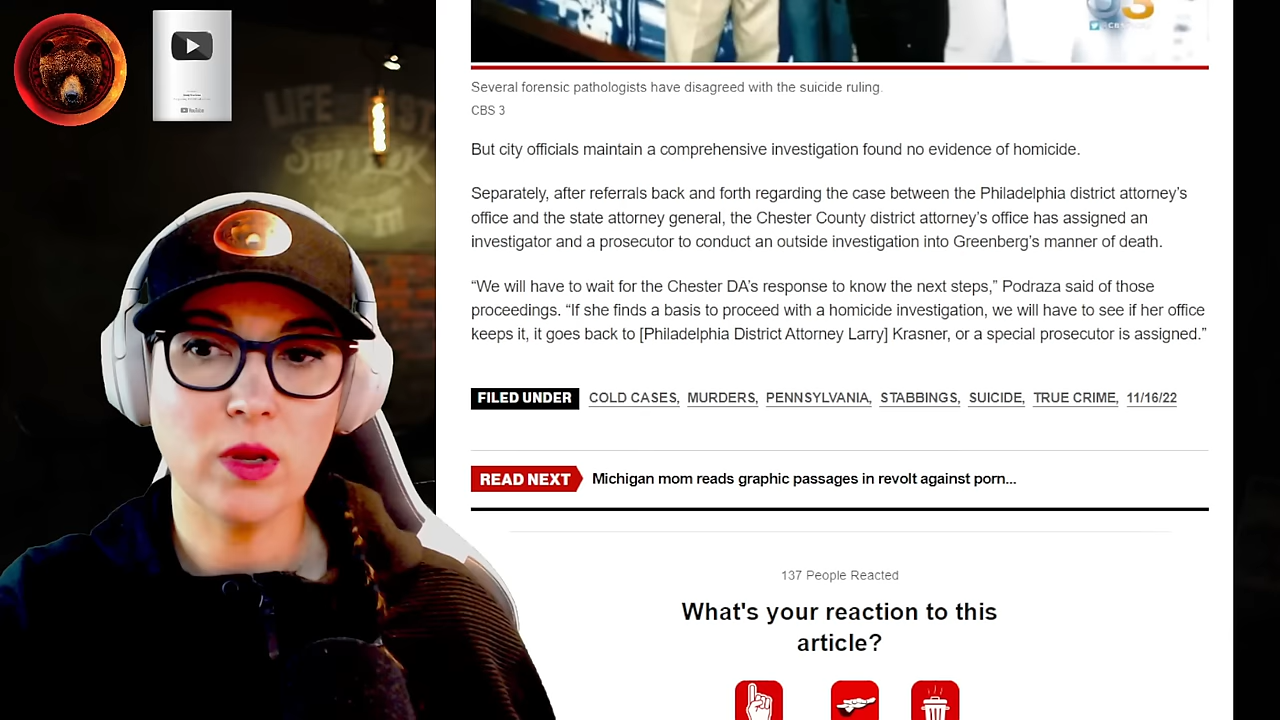 Several forensic pathologists have disagreed with the suicide ruling.
CBS 3
But city officials maintain a comprehensive investigation found no evidence of homicide.
Separately, after referrals back and forth regarding the case between the Philadelphia district attorney’s
office and the state attorney general, the Chester County district attorney’s office has assigned an
investigator and a prosecutor to conduct an outside investigation into Greenberg’s manner of death.
“We will have to wait for the Chester DA’s response to know the next steps,” Podraza said of those
proceedings. “If she finds a basis to proceed with a homicide investigation, we will have to see if her office
keeps it, it goes back to [Philadelphia District Attorney Larry] Krasner, or a special prosecutor is assigned.”
FILED UNDER COLD CASES, MURDERS, PENNSYLVANIA, STABBINGS, SUICIDE, TRUE CRIME, 11/16/22
READ NEXT Michigan mom reads graphic passages in revolt against porn...
137 People Reacted
What's your reaction to this
article?
YouTube
LIFE